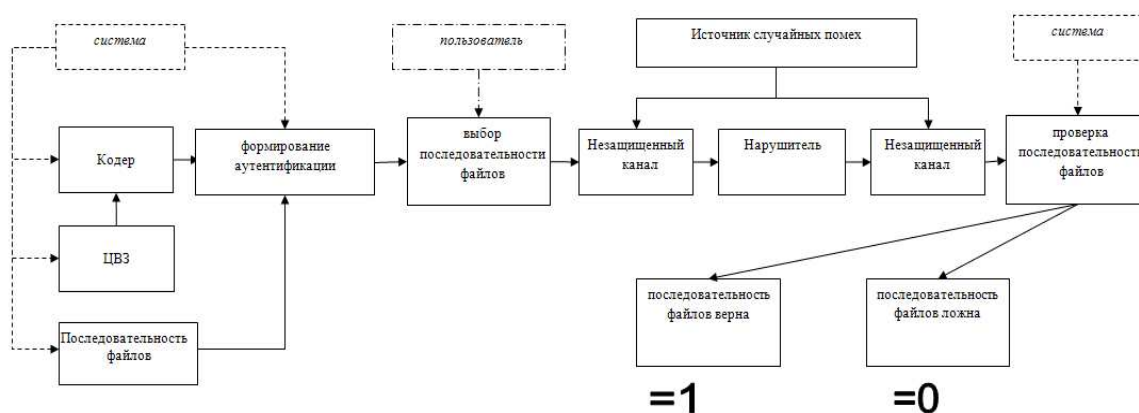 система
пользователь
Источник случайных помех
система
Кодер
формирование
аутентификации
выбор
последовательности
файлов
Незащищенный
канал
Нарушитель
Незащищенный
канал
проверка
последовательности
файлов
ЦВЗ
последовательность
файлов верна
последовательность
файлов ложна
Последовательность
файлов
=1
=0